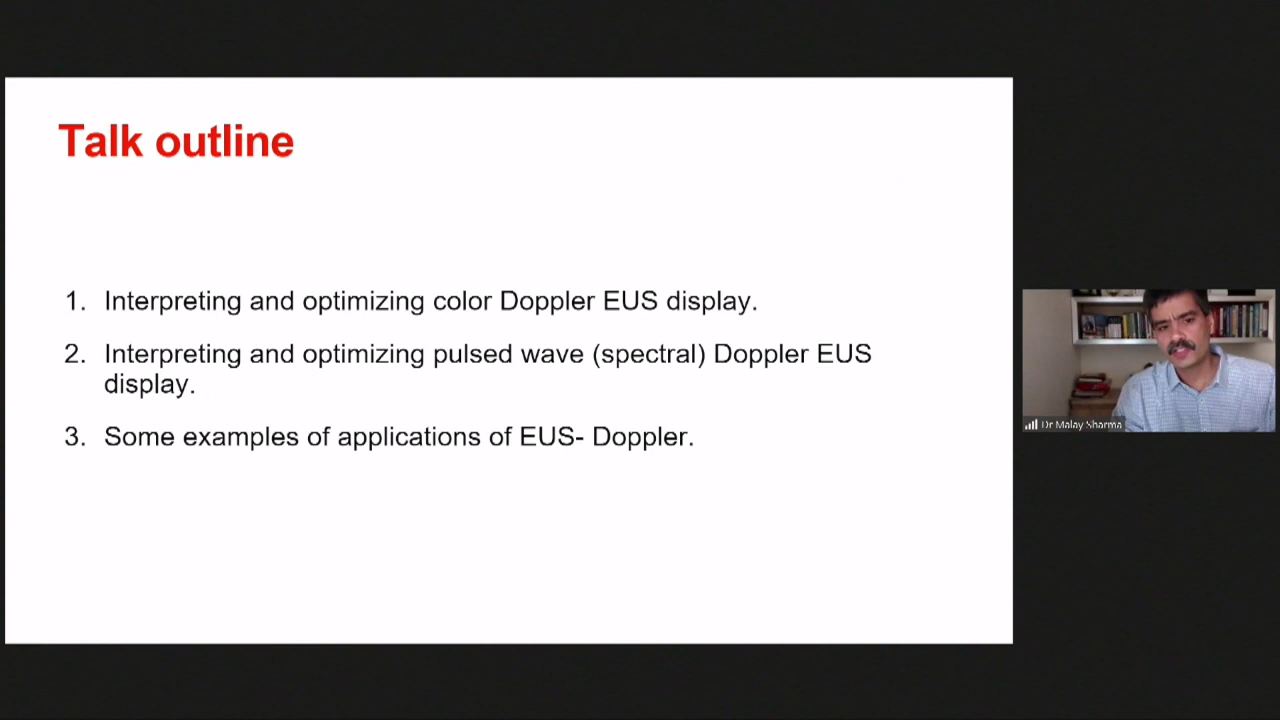 Talk outline
1. Interpreting and optimizing color Doppler EUS display.
2. Interpreting and optimizing pulsed wave (spectral) Doppler EUS
display.
3. Some examples of applications of EUS- Doppler.
Dr Malay Sharma